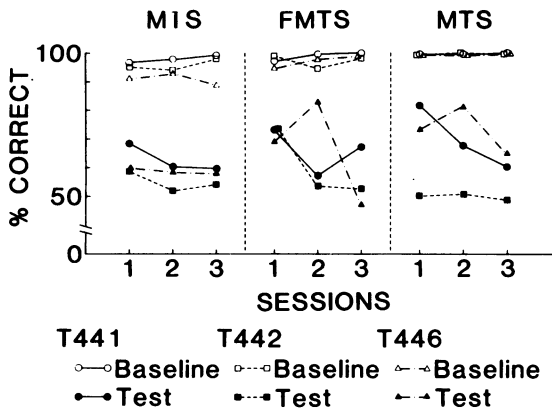 MIS FMTS MTS
100
50
0
% CORRECT
1 2 3 1 2 3 1 2 3
SESSIONS
T441 T442 T446
Baseline Baseline Baseline
Test Test Test